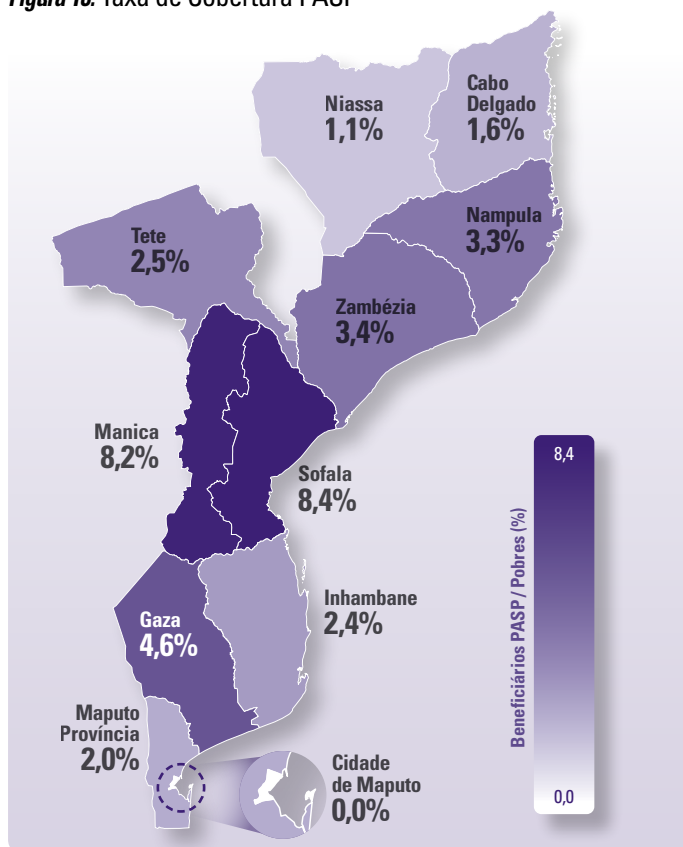 Taxa de Cobertura PASP
Cabo
Delgado
1,6%
Niassa
1,1%
Nampula
3,3%
Tete
2,5%
Zambézia
3,4%
Manica
8,2%
Sofala
8,4%
Inhambane
2,4%
Gaza
4,6%
Maputo
Província
2,0%
Cidade
de Maputo
0,0%
8,4
Beneficiários PASP / Pobres (%)
0,0